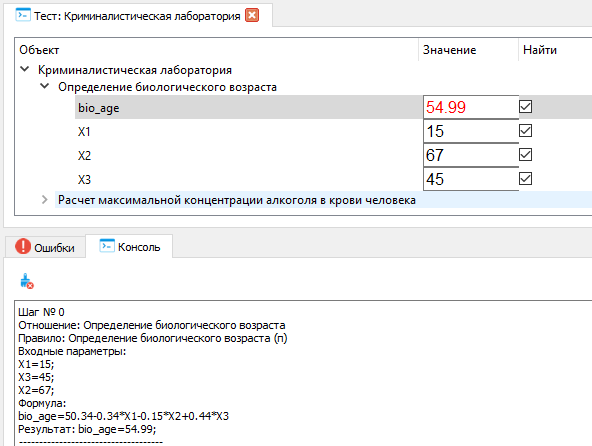 Тест: Криминалистическая лаборатория
Объект Значение Найти
Криминалистическая лаборатория
Определение биологического возраста
bio_age 54.99
X1 15
X2 67
X3 45
Расчет максимальной концентрации алкоголя в крови человека
Ошибки Консоль
Шаг № 0
Отношение: Определение биологического возраста
Правило: Определение биологического возраста (п)
Входные параметры:
X1=15;
X3=45;
X2=67;
Формула:
bio_age=50.34-0.34*X1-0.15*X2+0.44*X3
Результат: bio_age=54.99;
------------------------------------